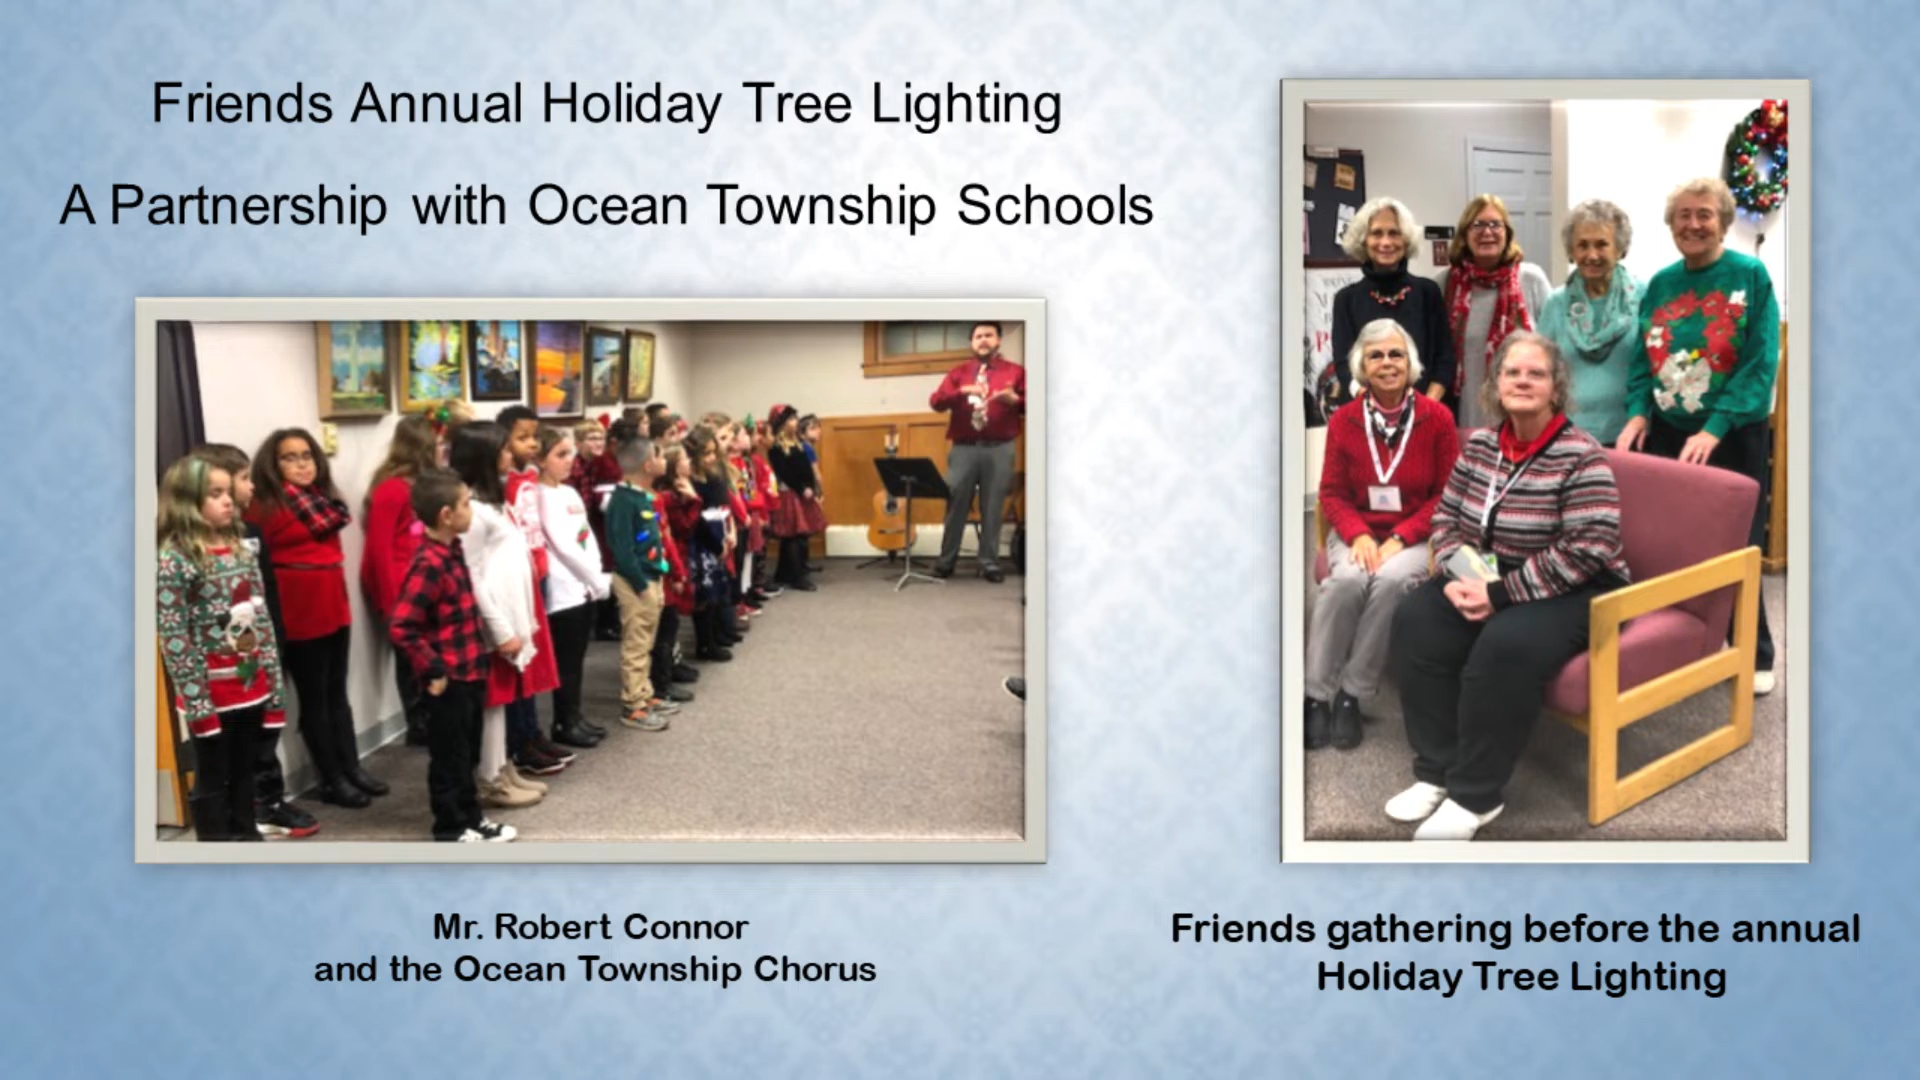 Friends Annual Holiday Tree Lighting
A Partnership with Ocean Township Schools
Mr. Robert Connor
and the Ocean Township Chorus
Friends gathering before the annual
Holiday Tree Lighting